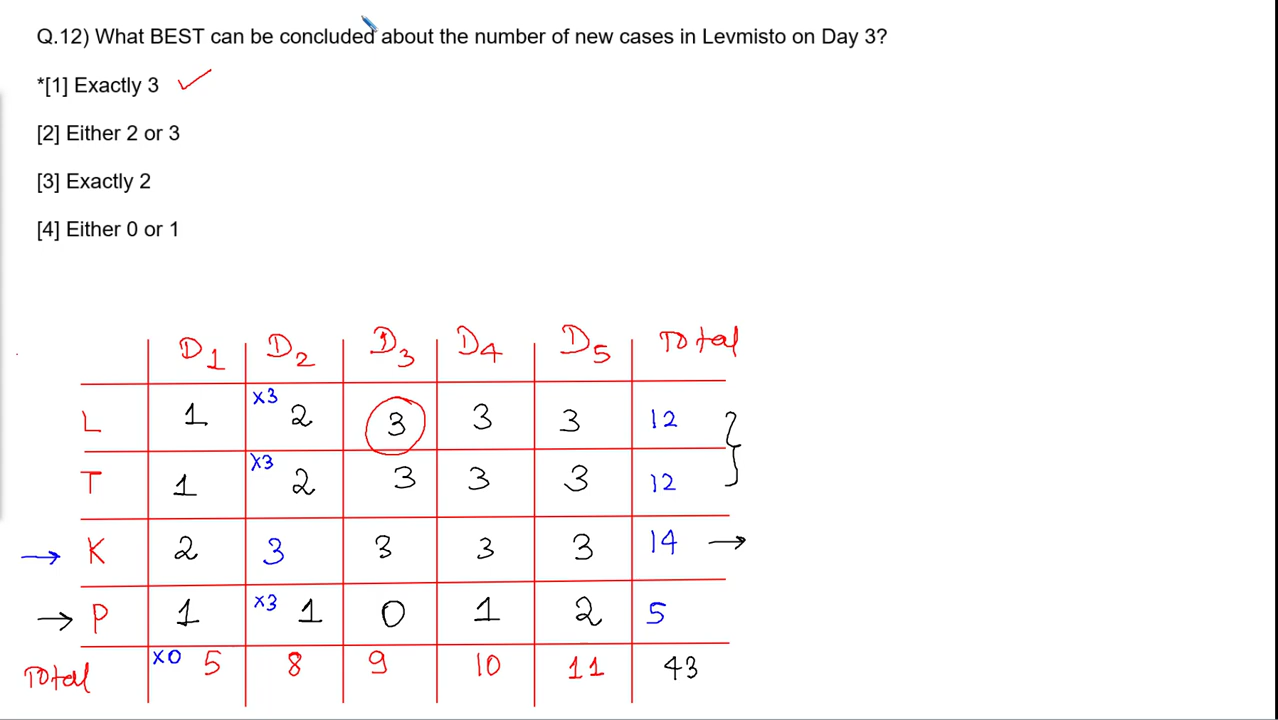 Q.12) What BEST can be concluded about the number of new cases in Levmisto on Day 3?
*[1] Exactly 3
[2] Either 2 or 3
[3] Exactly 2
[4] Either 0 or 1
D1 D2 D3 D4 D5 Total
L 1 x3 2 3 3 3 12
T 1 x3 2 3 3 3 12
K 2 3 3 3 3 14
P 1 x3 1 0 1 2 5
Total x0 5 8 9 10 11 43